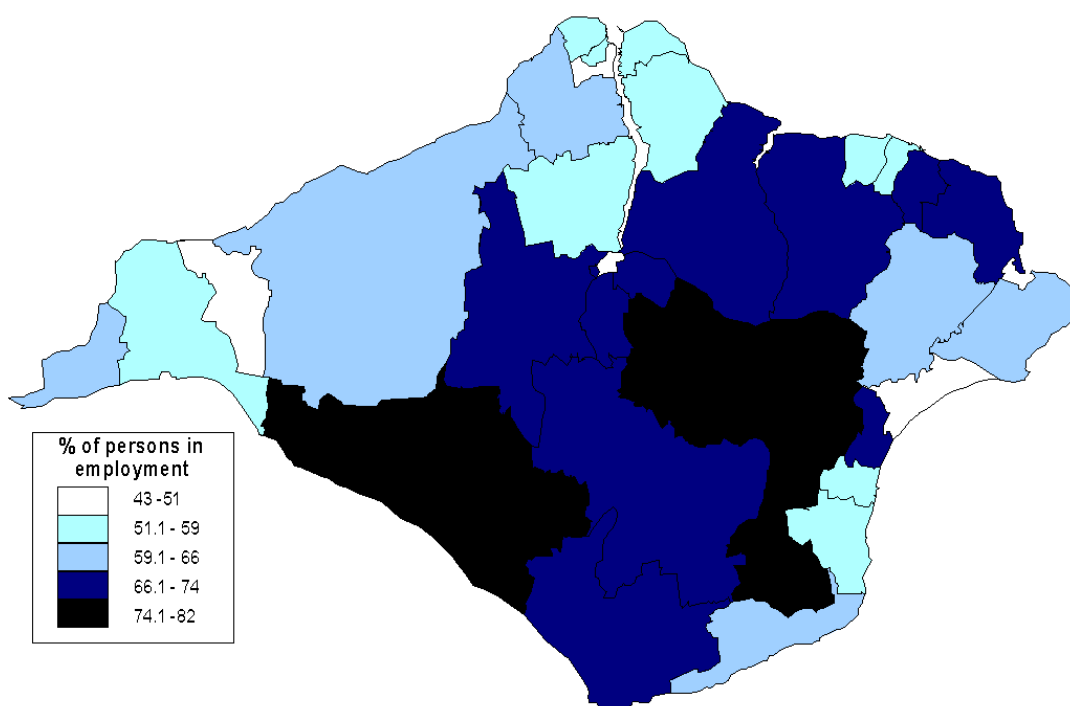 % of persons in
employment
43 -51
51.1 - 59
59.1 - 66
66.1 - 74
74.1 -82